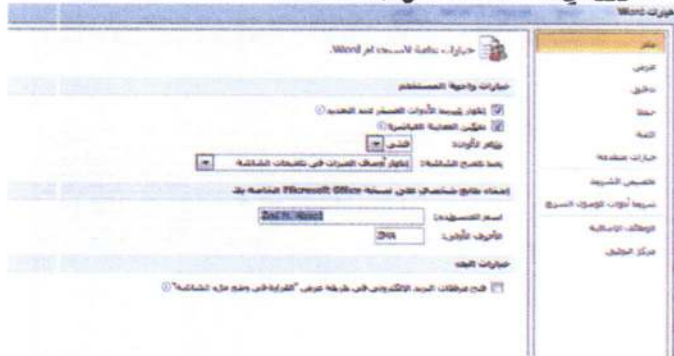 خيارات Word
خيارات عامة لاستخدام Word.
خيارات واجهة المستخدم
إظهار شريط الأدوات المصغر عند التحديد
تمكين المعاينة المباشرة
نظام الألوان: فضي
نمط تلميح الشاشة: إظهار أوصاف الميزات في تلميحات الشاشة
إضفاء طابع شخصي على نسخة Microsoft Office الخاصة بك
اسم المستخدم:
الأحرف الأولى:
خيارات البدء
فتح مرفقات البريد الإلكتروني في طريقة عرض "القراءة في وضع ملء الشاشة"
عرض
تدقيق
حفظ
اللغة
خيارات متقدمة
تخصيص الشريط
شريط أدوات الوصول السريع
الوظائف الإضافية
مركز التوثيق